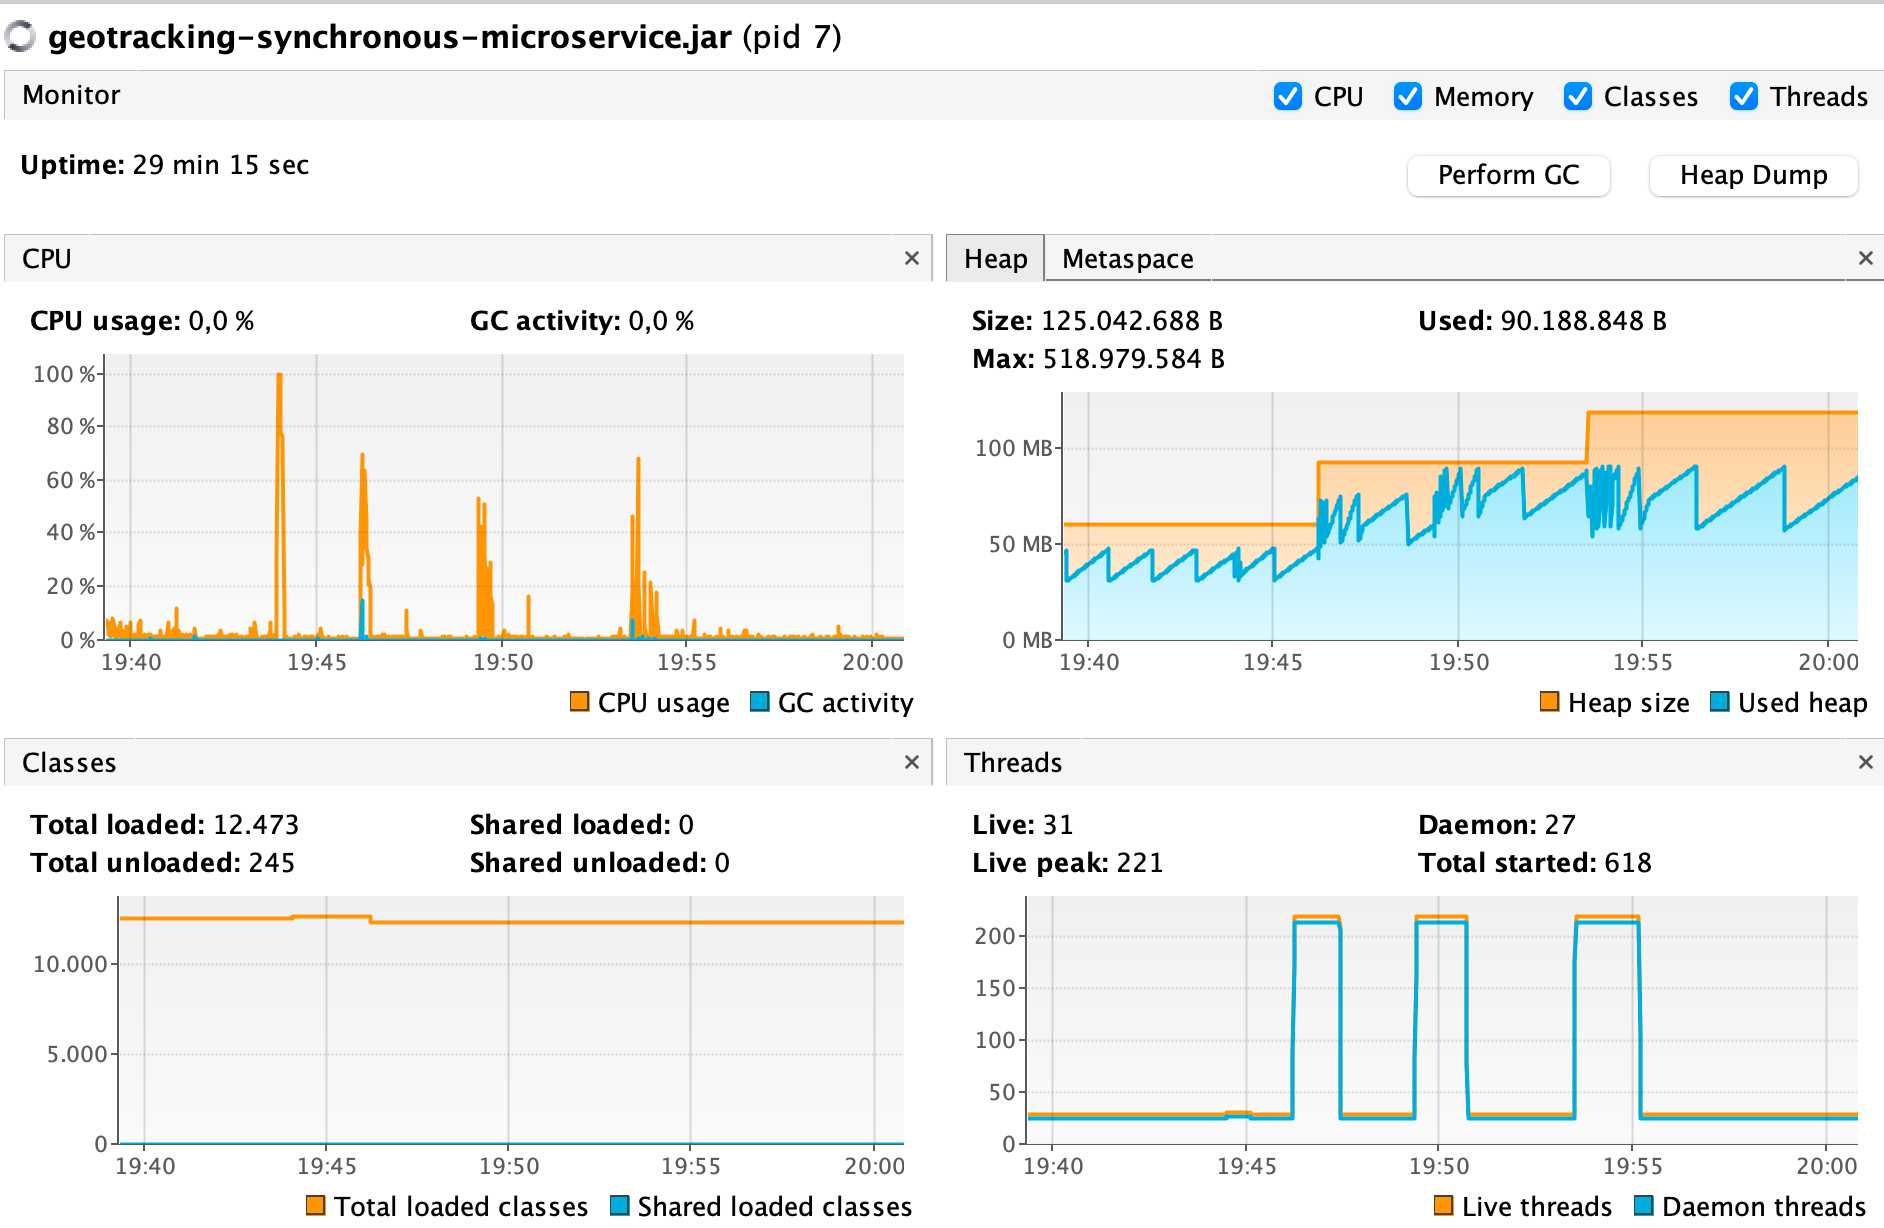 geotracking-synchronous-microservice.jar (pid 7)
Monitor
CPU Memory Classes Threads
Uptime: 29 min 15 sec
Perform GC Heap Dump
CPU ×
CPU usage: 0,0 % GC activity: 0,0 %
100 %
80 %
60 %
40 %
20 %
0 %
19:40 19:45 19:50 19:55 20:00
CPU usage GC activity
Heap Metaspace ×
Size: 125.042.688 B Used: 90.188.848 B
Max: 518.979.584 B
100 MB
50 MB
0 MB
19:40 19:45 19:50 19:55 20:00
Heap size Used heap
Classes ×
Total loaded: 12.473 Shared loaded: 0
Total unloaded: 245 Shared unloaded: 0
10.000
5.000
0
19:40 19:45 19:50 19:55 20:00
Total loaded classes Shared loaded classes
Threads ×
Live: 31 Daemon: 27
Live peak: 221 Total started: 618
200
150
100
50
0
19:40 19:45 19:50 19:55 20:00
Live threads Daemon threads